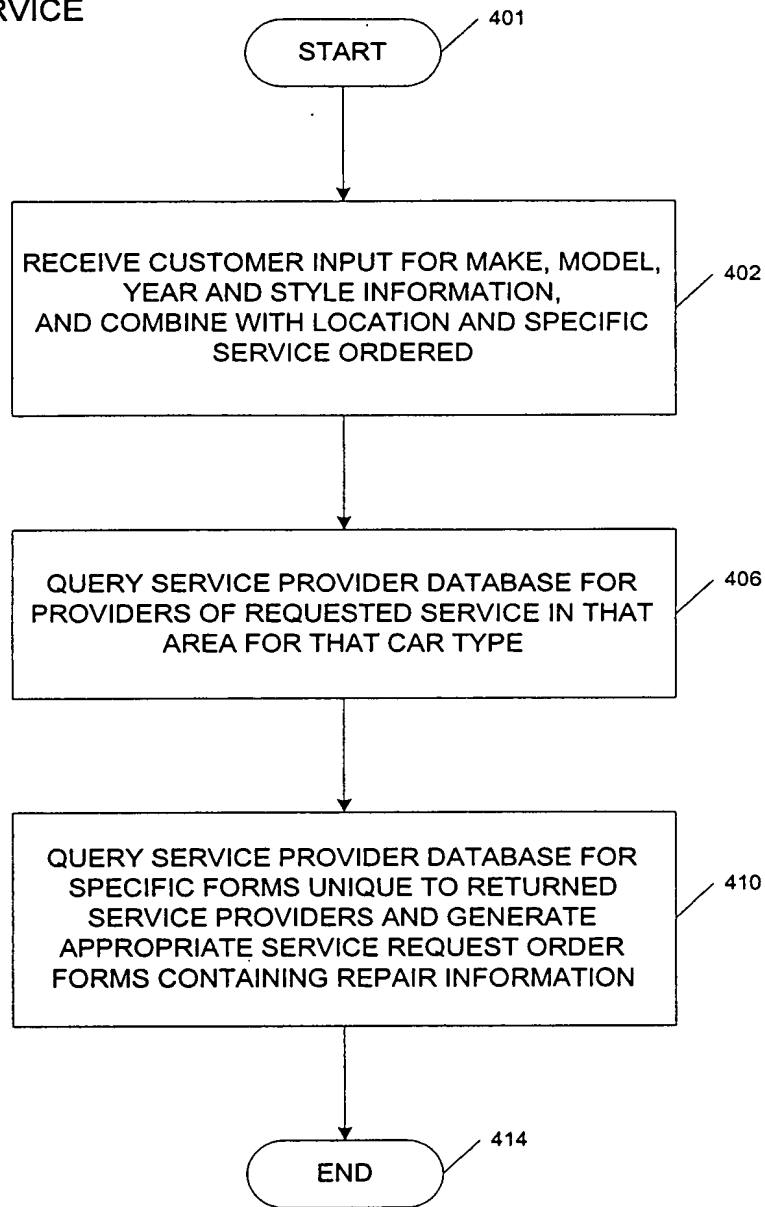 RVICE
401
START
RECEIVE CUSTOMER INPUT FOR MAKE, MODEL,
YEAR AND STYLE INFORMATION,
AND COMBINE WITH LOCATION AND SPECIFIC
SERVICE ORDERED
402
QUERY SERVICE PROVIDER DATABASE FOR
PROVIDERS OF REQUESTED SERVICE IN THAT
AREA FOR THAT CAR TYPE
406
QUERY SERVICE PROVIDER DATABASE FOR
SPECIFIC FORMS UNIQUE TO RETURNED
SERVICE PROVIDERS AND GENERATE
APPROPRIATE SERVICE REQUEST ORDER
FORMS CONTAINING REPAIR INFORMATION
410
414
END